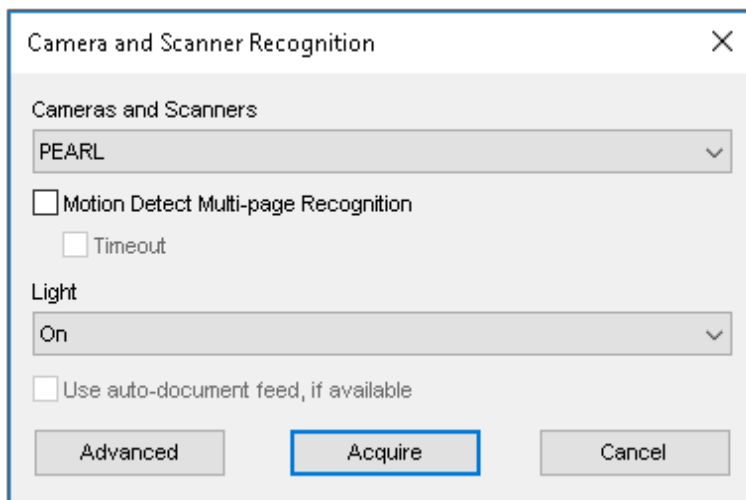 Camera and Scanner Recognition
Cameras and Scanners
PEARL
Motion Detect Multi-page Recognition
Timeout
Light
On
Use auto-document feed, if available
Advanced Acquire Cancel